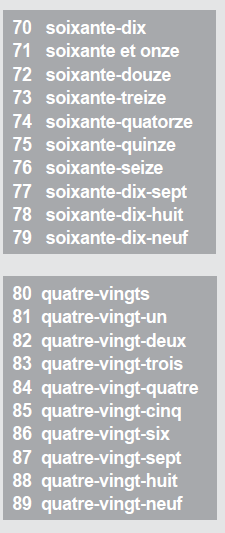 70 soixante-dix
71 soixante et onze
72 soixante-douze
73 soixante-treize
74 soixante-quatorze
75 soixante-quinze
76 soixante-seize
77 soixante-dix-sept
78 soixante-dix-huit
79 soixante-dix-neuf
80 quatre-vingts
81 quatre-vingt-un
82 quatre-vingt-deux
83 quatre-vingt-trois
84 quatre-vingt-quatre
85 quatre-vingt-cinq
86 quatre-vingt-six
87 quatre-vingt-sept
88 quatre-vingt-huit
89 quatre-vingt-neuf